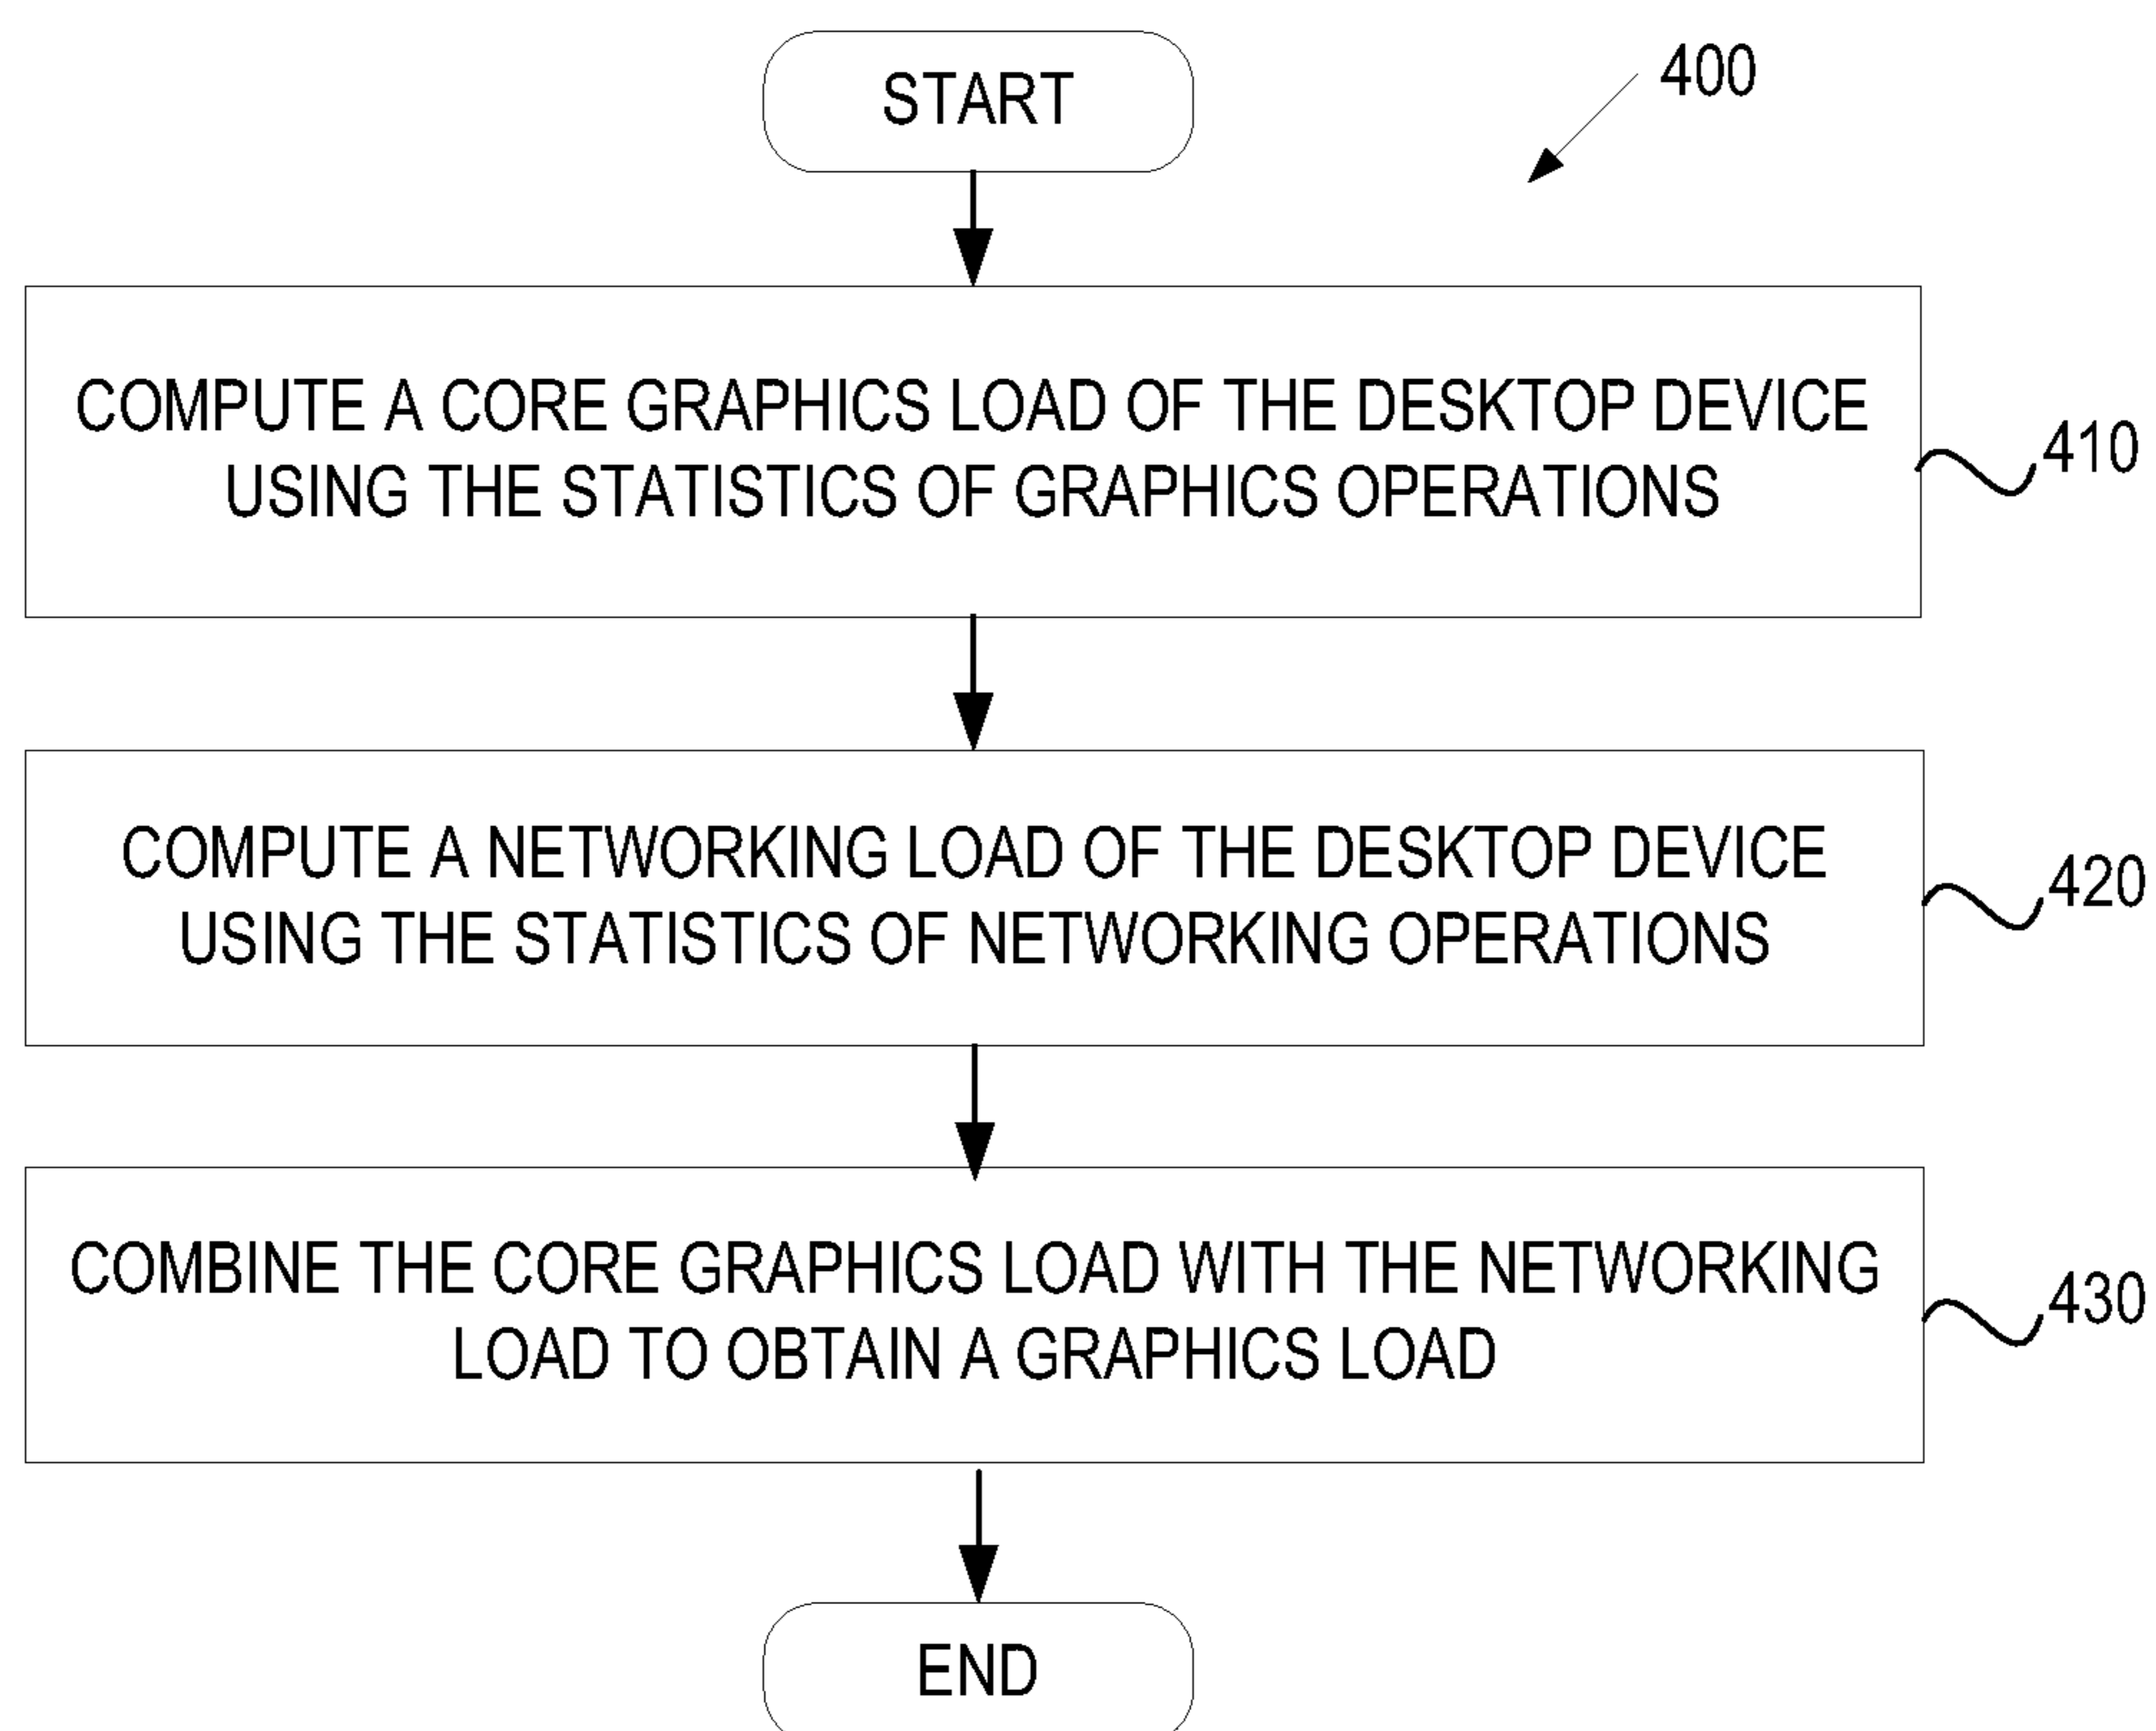 START
400
COMPUTE A CORE GRAPHICS LOAD OF THE DESKTOP DEVICE
USING THE STATISTICS OF GRAPHICS OPERATIONS
410
COMPUTE A NETWORKING LOAD OF THE DESKTOP DEVICE
USING THE STATISTICS OF NETWORKING OPERATIONS
420
COMBINE THE CORE GRAPHICS LOAD WITH THE NETWORKING
LOAD TO OBTAIN A GRAPHICS LOAD
430
END